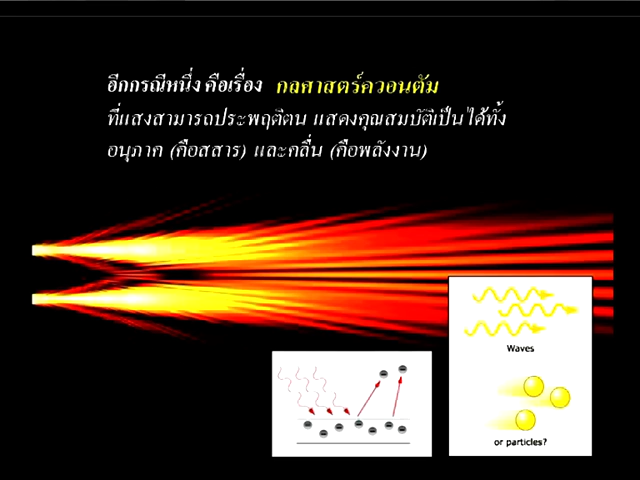 อีกกรณีหนึ่ง คือเรื่อง กลศาสตร์ควอนตัม
ที่แสงสามารถประพฤติตน แสดงคุณสมบัติเป็นได้ทั้ง
อนุภาค (คือสสาร) และคลื่น (คือพลังงาน)
Waves
or particles?